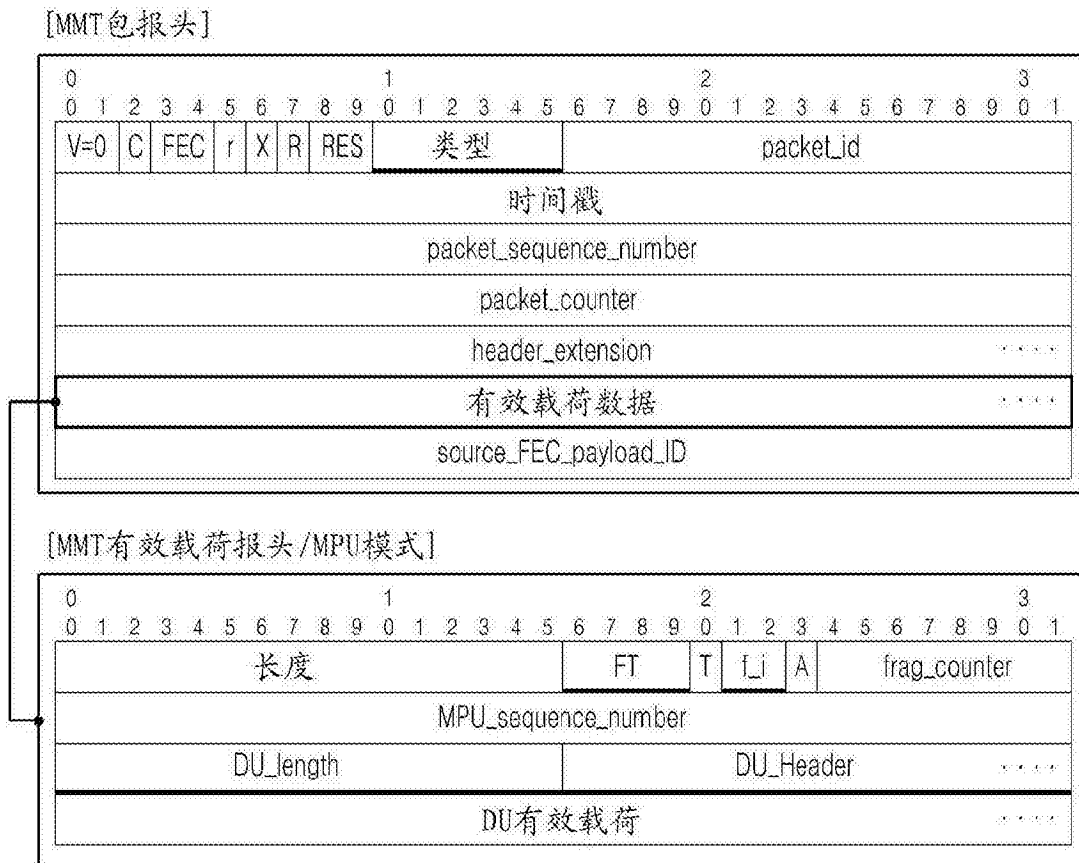 [MMT包报头]
0 1 2 3
0 1 2 3 4 5 6 7 8 9 0 1 2 3 4 5 6 7 8 9 0 1 2 3 4 5 6 7 8 9 0 1
V=0 C FEC r X R RES 类型 packet_id
时间戳
packet_sequence_number
packet_counter
header_extension ....
有效载荷数据 ....
source_FEC_payload_ID
[MMT有效载荷报头/MPU模式]
0 1 2 3
0 1 2 3 4 5 6 7 8 9 0 1 2 3 4 5 6 7 8 9 0 1 2 3 4 5 6 7 8 9 0 1
长度 FT T f_i A frag_counter
MPU_sequence_number
DU_length DU_Header ....
DU有效载荷 ....